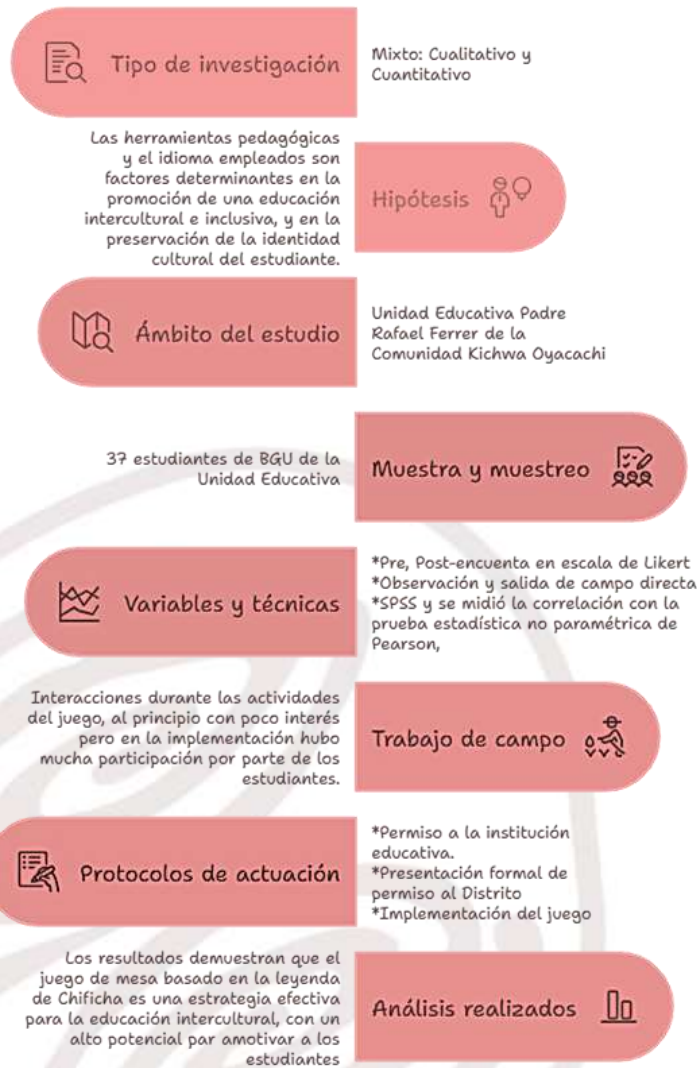 Tipo de investigación
Mixto: Cualitativo y
Cuantitativo
Las herramientas pedagógicas
y el idioma empleados son
factores determinantes en la
promoción de una educación
intercultural e inclusiva, y en la
preservación de la identidad
cultural del estudiante.
Hipótesis
Ámbito del estudio
Unidad Educativa Padre
Rafael Ferrer de la
Comunidad Kichwa Oyacachi
37 estudiantes de BGU de la
Unidad Educativa
Muestra y muestreo
Variables y técnicas
*Pre, Post-encuenta en escala de Likert
*Observación y salida de campo directa
*SPSS y se midió la correlación con la
prueba estadística no paramétrica de
Pearson,
Interacciones durante las actividades
del juego, al principio con poco interés
pero en la implementación hubo
mucha participación por parte de los
estudiantes.
Trabajo de campo
Protocolos de actuación
*Permiso a la institución
educativa.
*Presentación formal de
permiso al Distrito
*Implementación del juego
Los resultados demuestran que el
juego de mesa basado en la leyenda
de Chificha es una estrategia efectiva
para la educación intercultural, con un
alto potencial par amotivar a los
estudiantes
Análisis realizados